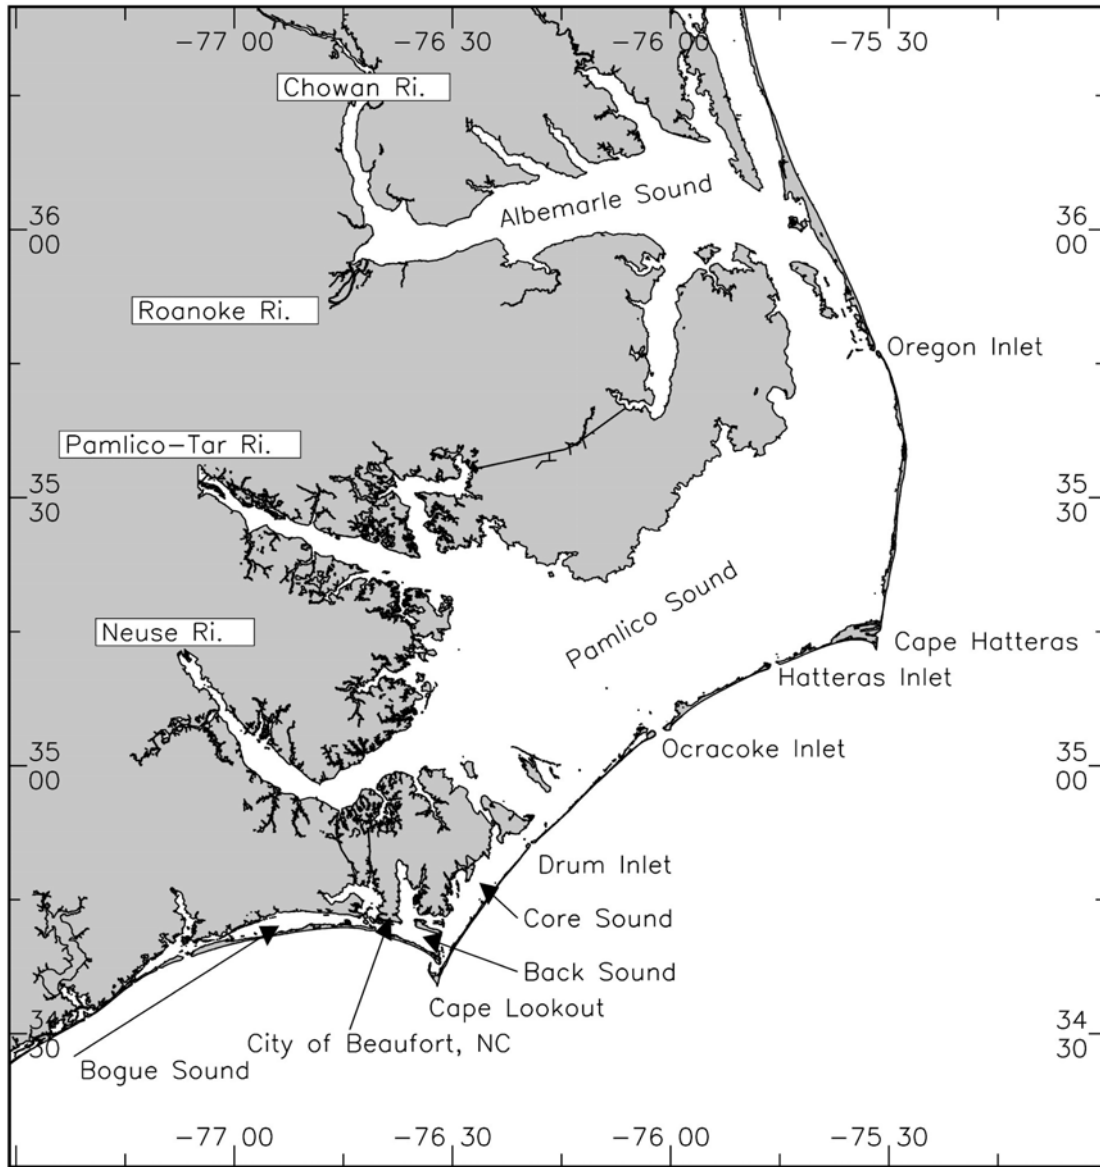 -77 00
-76 30
-76 00
-75 30
Chowan Ri.
Albemarle Sound
36
00
36
00
Roanoke Ri.
Oregon Inlet
Pamlico-Tar Ri.
35
30
35
30
Pamlico Sound
Neuse Ri.
Cape Hatteras
Hatteras Inlet
Ocracoke Inlet
35
00
35
00
Drum Inlet
Core Sound
Back Sound
Cape Lookout
34
30
34
30
City of Beaufort, NC
Bogue Sound
-77 00
-76 30
-76 00
-75 30